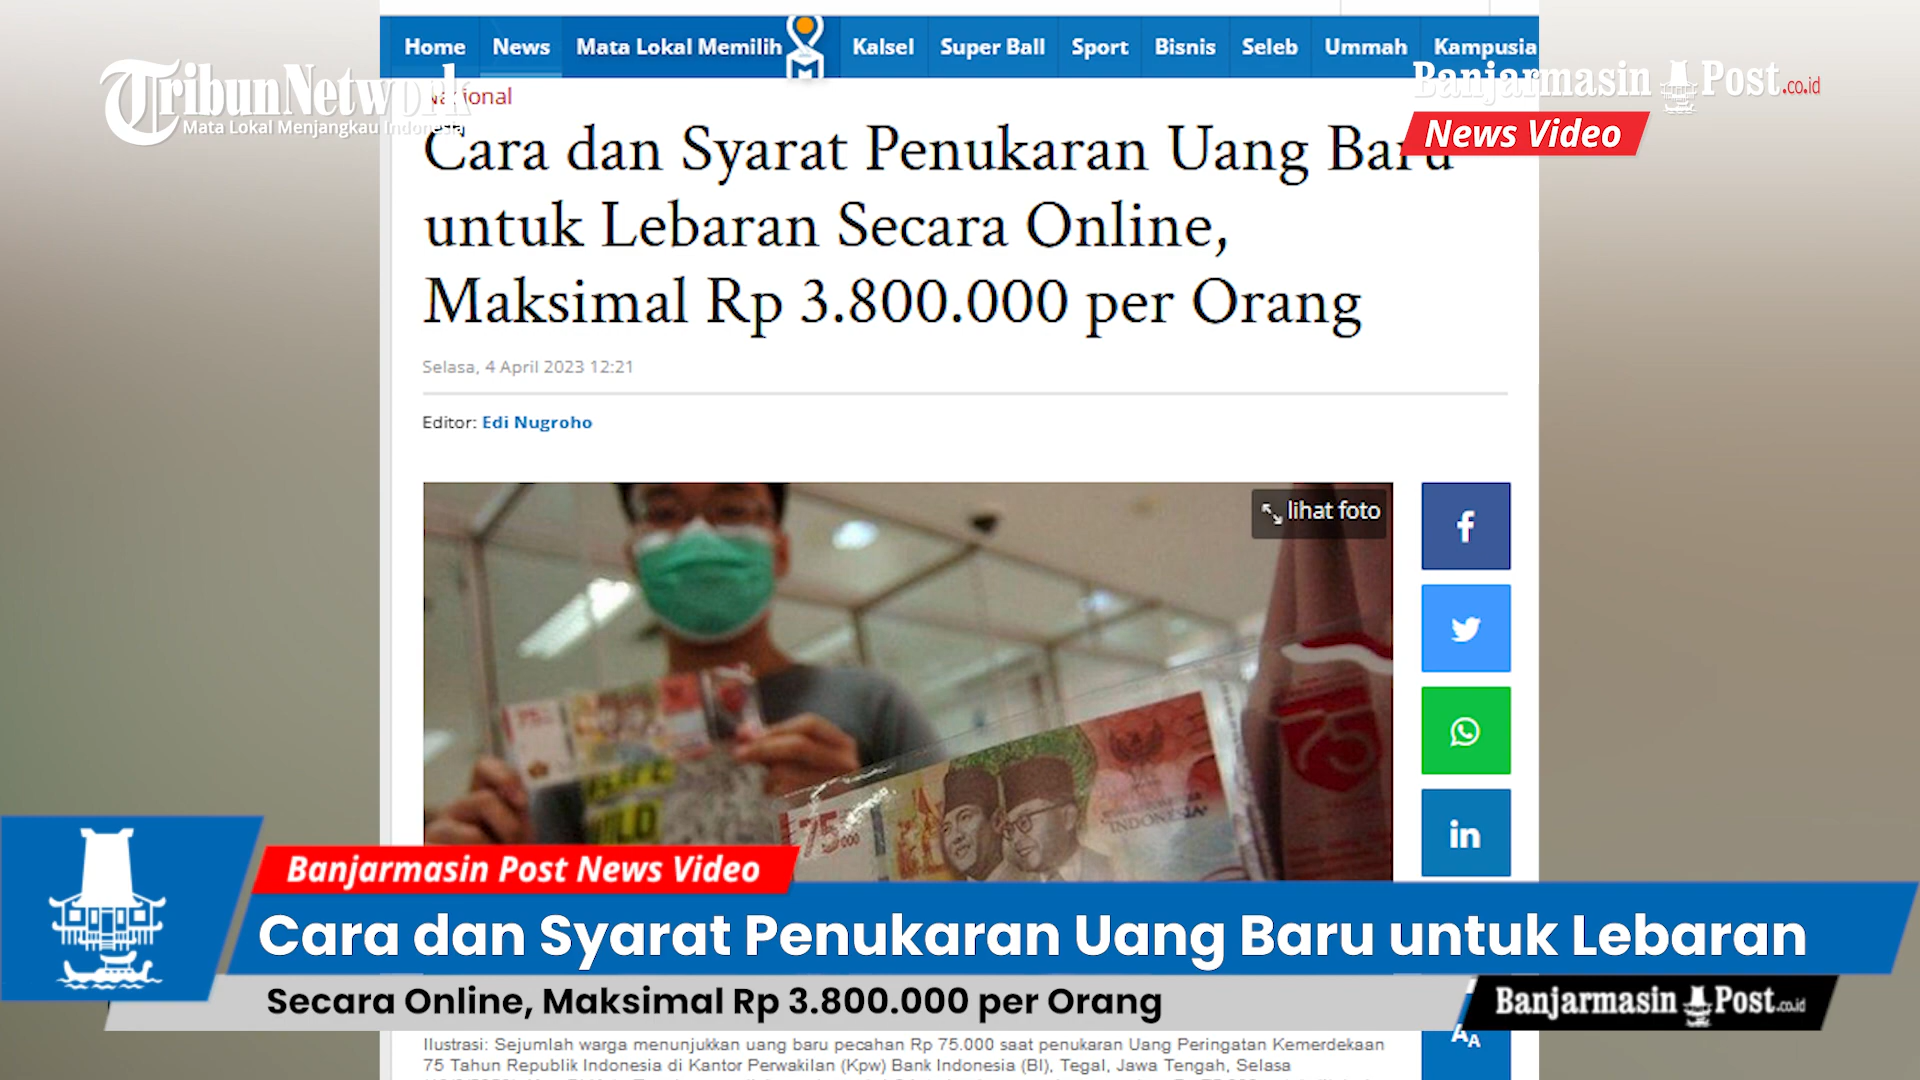 Home News Mata Lokal Memilih Kalsel Super Ball Sport Bisnis Seleb Ummah Kampusia
TribunNetwork
Mata Lokal Menjangkau Indonesia
Banjarmasin Post.co.id
News Video
Nasional
Cara dan Syarat Penukaran Uang Baru
untuk Lebaran Secara Online,
Maksimal Rp 3.800.000 per Orang
Selasa, 4 April 2023 12:21
Editor: Edi Nugroho
lihat foto
75.000
INDONESIA
Banjarmasin Post News Video
Cara dan Syarat Penukaran Uang Baru untuk Lebaran
Secara Online, Maksimal Rp 3.800.000 per Orang
Banjarmasin Post.co.id
AA
Ilustrasi: Sejumlah warga menunjukkan uang baru pecahan Rp 75.000 saat penukaran Uang Peringatan Kemerdekaan
75 Tahun Republik Indonesia di Kantor Perwakilan (Kpw) Bank Indonesia (BI), Tegal, Jawa Tengah, Selasa